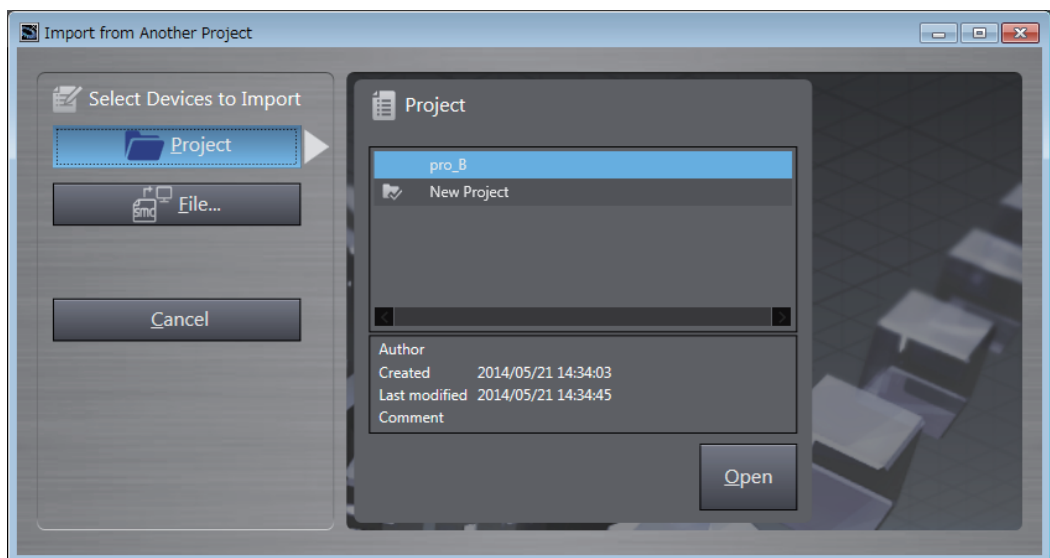 Import from Another Project
Select Devices to Import
Project
smc File...
Cancel
Project
pro_B
New Project
Author
Created 2014/05/21 14:34:03
Last modified 2014/05/21 14:34:45
Comment
Open